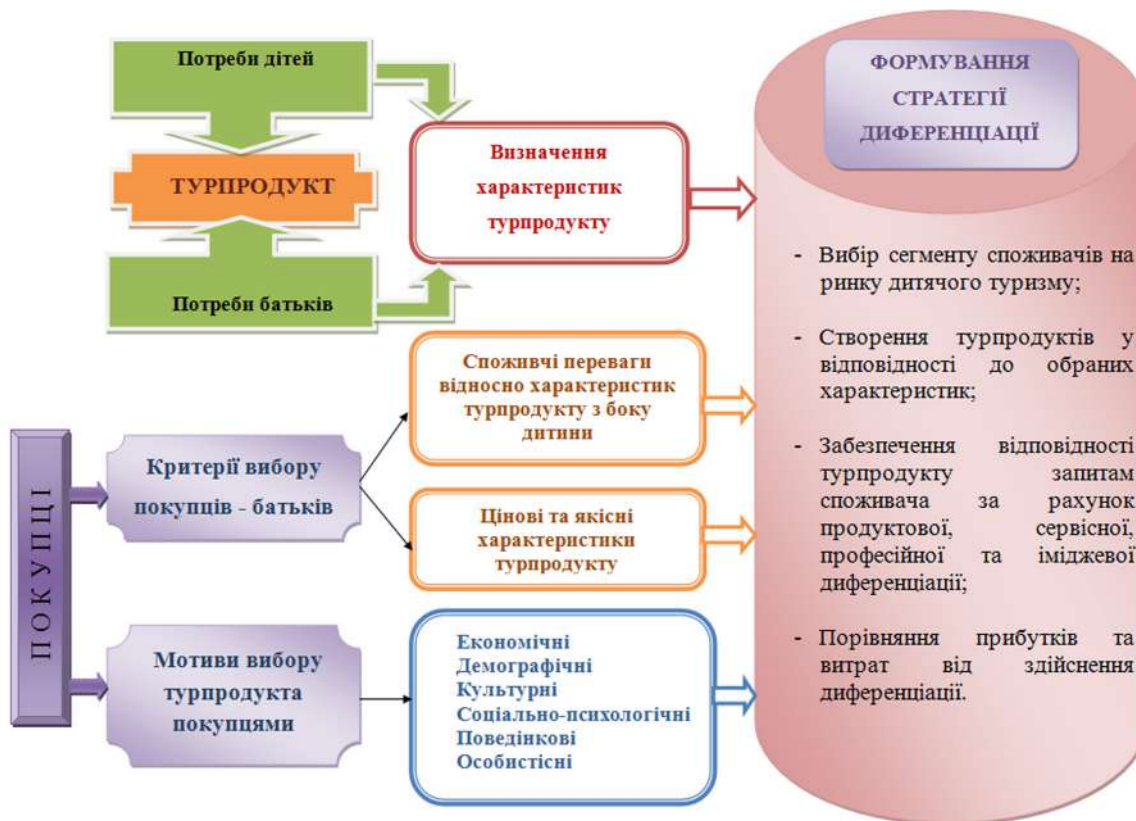 Потреби дітей
ТУРПРОДУКТ
Потреби батьків
Визначення
характеристик
турпродукту
ФОРМУВАННЯ
СТРАТЕГІЇ
ДИФЕРЕНЦІАЦІЇ
ПОКУПЦІ
Критерії вибору
покупців - батьків
Споживчі переваги
відносно характеристик
турпродукту з боку
дитини
Цінові та якісні
характеристики
турпродукту
Мотиви вибору
турпродукта
покупцями
Економічні
Демографічні
Культурні
Соціально-психологічні
Поведінкові
Особистісні
- Вибір сегменту споживачів на
ринку дитячого туризму;
- Створення турпродуктів у
відповідності до обраних
характеристик;
- Забезпечення відповідності
турпродукту запитам
споживача за рахунок
продуктової, сервісної,
професійної та іміджевої
диференціації;
- Порівняння прибутків та
витрат від здійснення
диференціації.